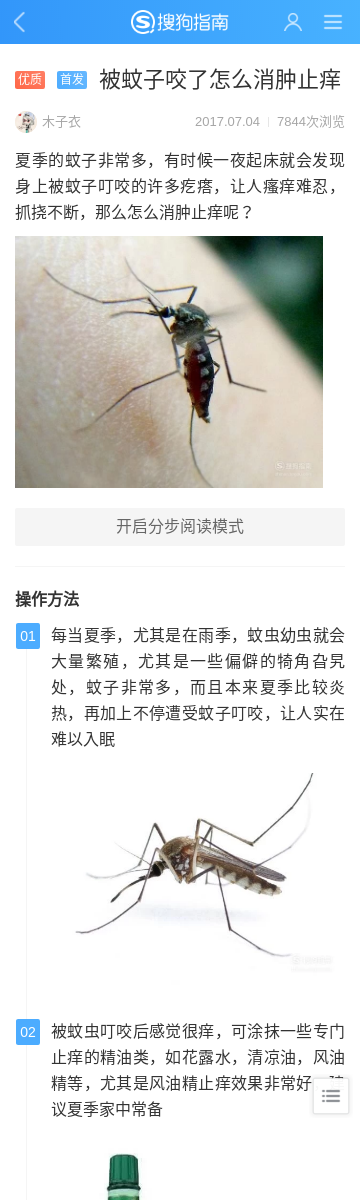 搜狗指南
优质 首发 被蚊子咬了怎么消肿止痒
木子衣 2017.07.04 7844次浏览
夏季的蚊子非常多，有时候一夜起床就会发现
身上被蚊子叮咬的许多疙瘩，让人瘙痒难忍，
抓挠不断，那么怎么消肿止痒呢？
开启分步阅读模式
操作方法
01 每当夏季，尤其是在雨季，蚊虫幼虫就会
大量繁殖，尤其是一些偏僻的犄角旮旯
处，蚊子非常多，而且本来夏季比较炎
热，再加上不停遭受蚊子叮咬，让人实在
难以入眠
02 被蚊虫叮咬后感觉很痒，可涂抹一些专门
止痒的精油类，如花露水，清凉油，风油
精等，尤其是风油精止痒效果非常好，
议夏季家中常备